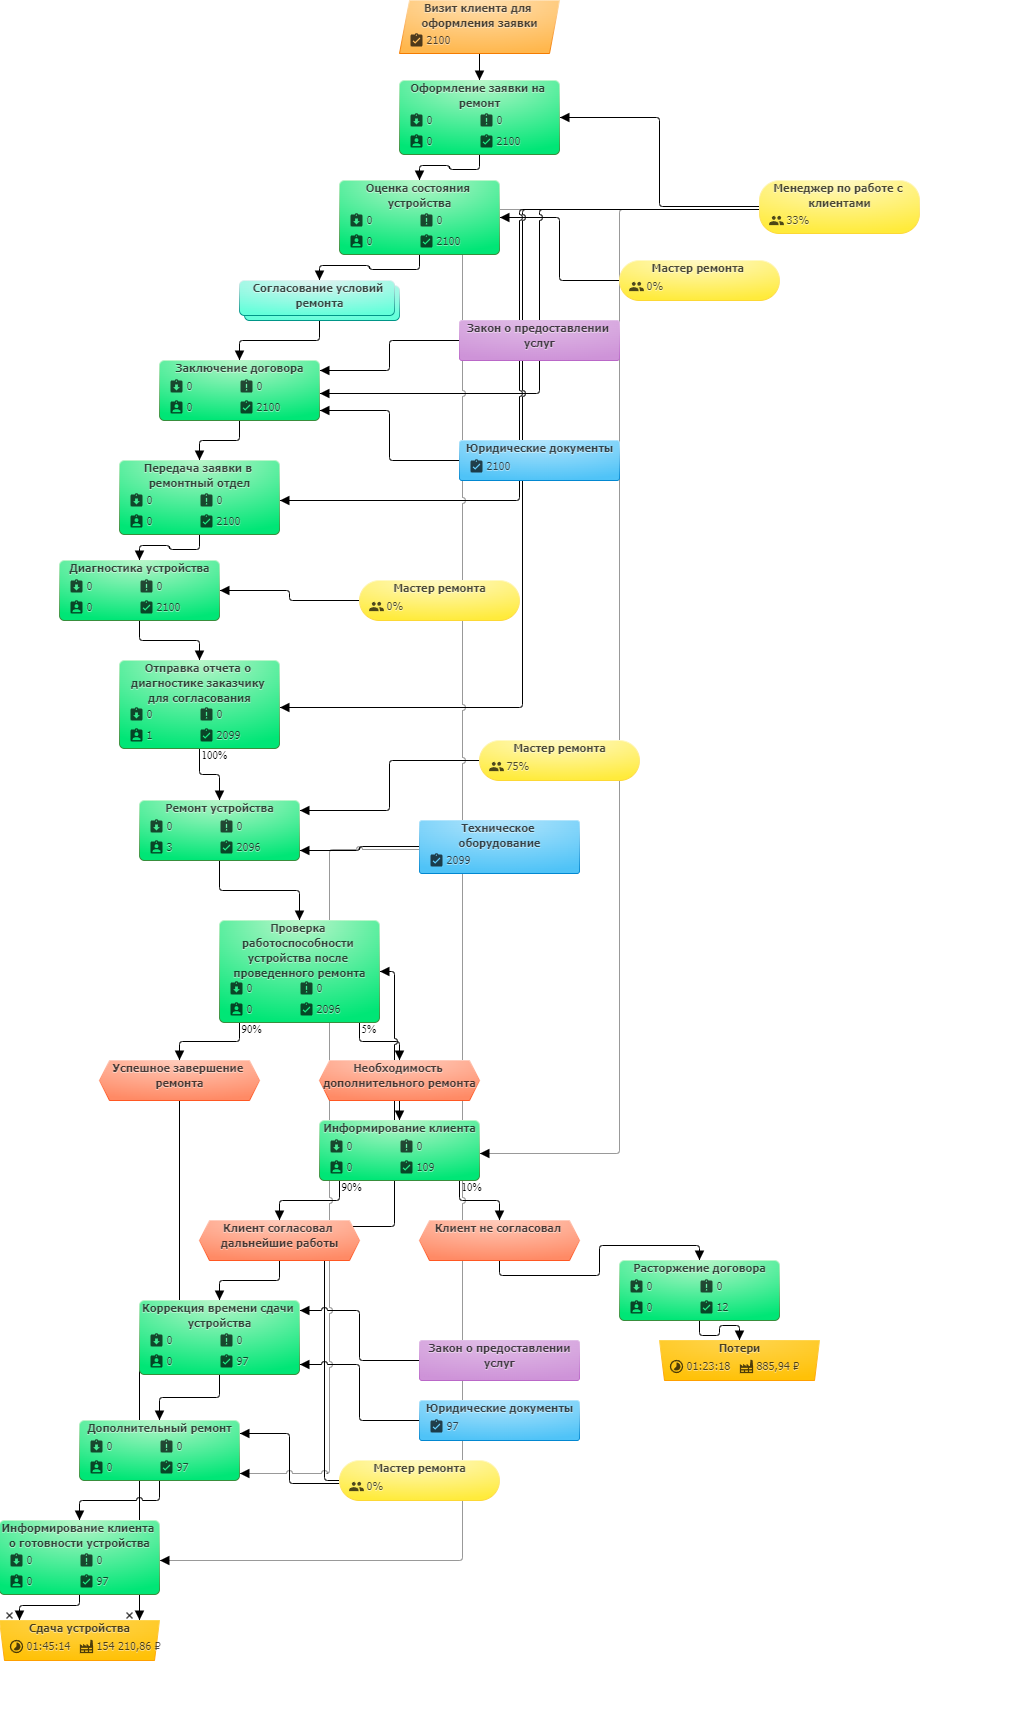 Визит клиента для
оформления заявки
2100
Оформление заявки на
ремонт
0 0
0 2100
Оценка состояния
устройства
0 0
0 2100
Менеджер по работе с
клиентами
33%
Мастер ремонта
0%
Согласование условий
ремонта
Закон о предоставлении
услуг
Заключение договора
0 0
0 2100
Юридические документы
2100
Передача заявки в
ремонтный отдел
0 0
0 2100
Диагностика устройства
0 0
0 2100
Мастер ремонта
0%
Отправка отчета о
диагностике заказчику
для согласования
0 0
1 2099
100%
Мастер ремонта
75%
Ремонт устройства
0 0
3 2096
Техническое
оборудование
2099
Проверка
работоспособности
устройства после
проведенного ремонта
0 0
0 2096
90% 5%
Успешное завершение
ремонта
Необходимость
дополнительного ремонта
Информирование клиента
0 0
0 109
90% 10%
Клиент согласовал
дальнейшие работы
Клиент не согласовал
Расторжение договора
0 0
0 12
Потери
01:23:18 885,94 ₽
Коррекция времени сдачи
устройства
0 0
0 97
Закон о предоставлении
услуг
Юридические документы
97
Дополнительный ремонт
0 0
0 97
Мастер ремонта
0%
Информирование клиента
о готовности устройства
0 0
0 97
Сдача устройства
01:45:14 154 210,86 ₽